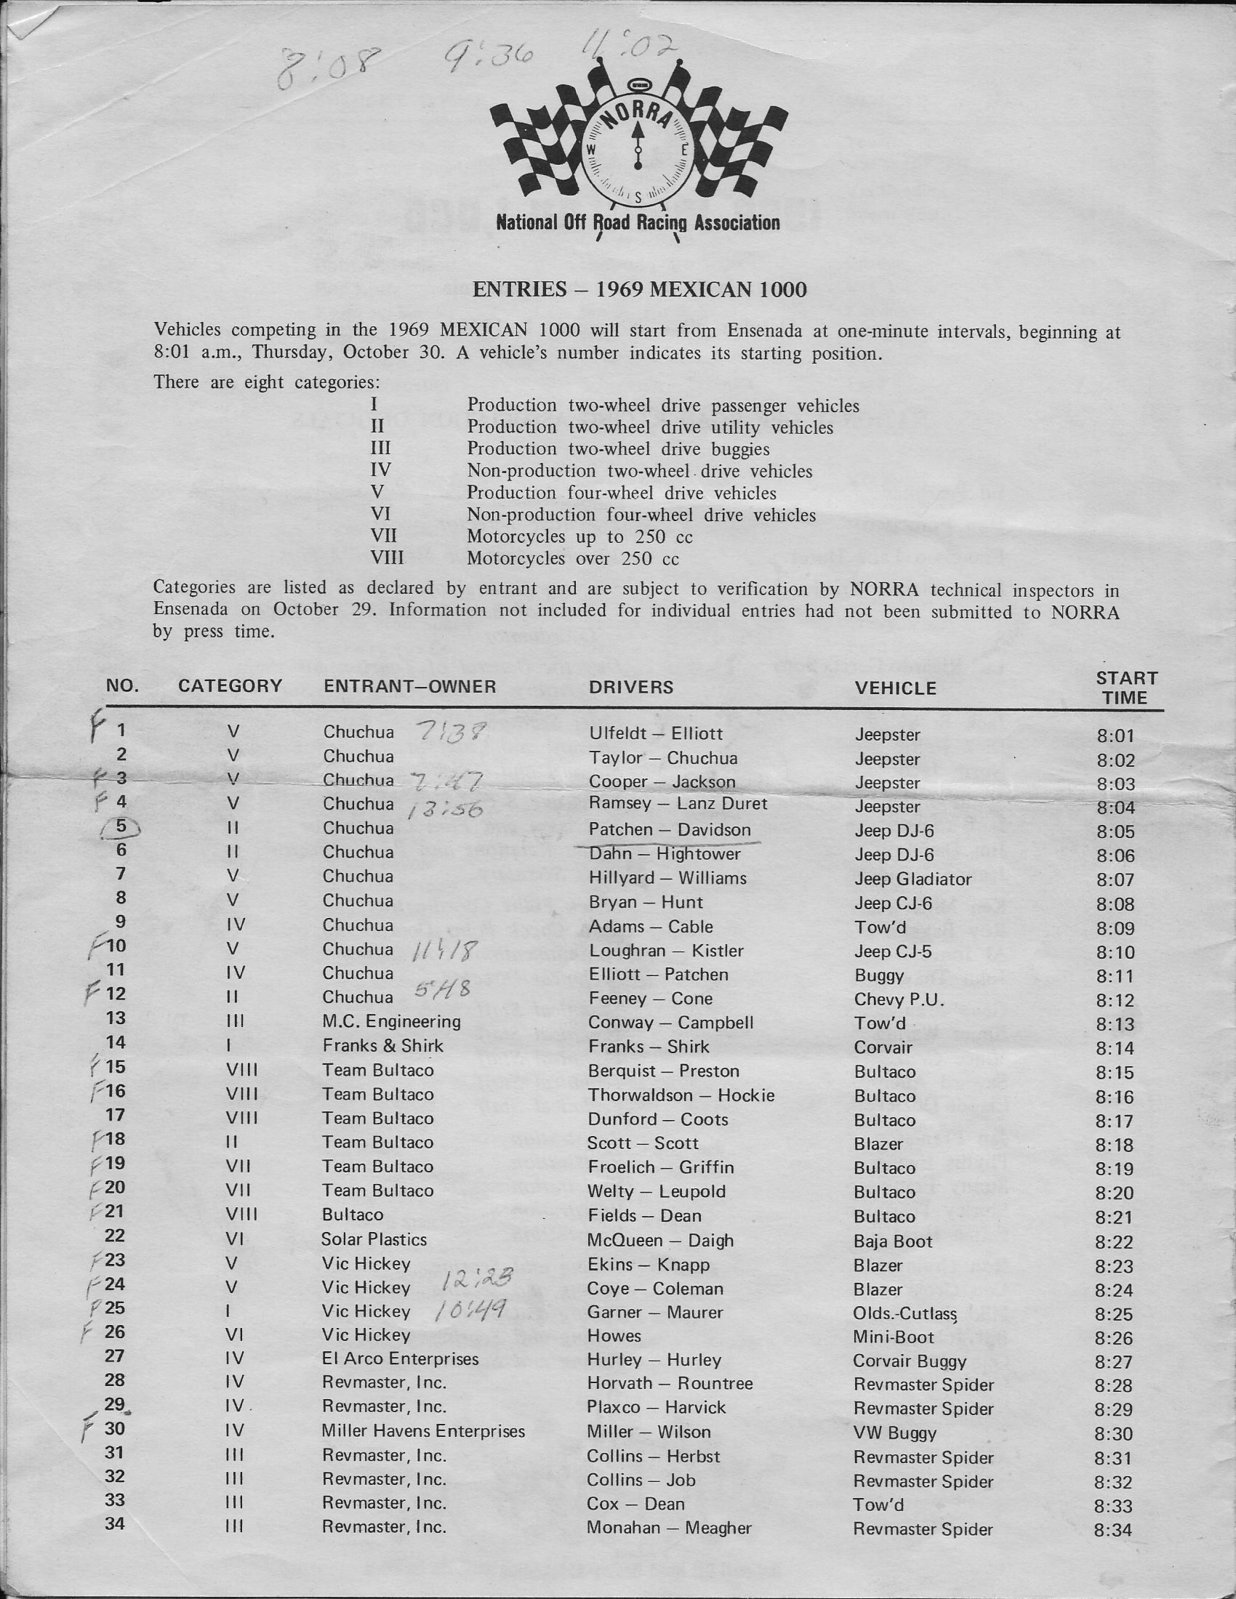 8:08 9:36 11:02
NORRA
W E
S
National Off Road Racing Association
ENTRIES – 1969 MEXICAN 1000
Vehicles competing in the 1969 MEXICAN 1000 will start from Ensenada at one-minute intervals, beginning at
8:01 a.m., Thursday, October 30. A vehicle's number indicates its starting position.
There are eight categories:
I Production two-wheel drive passenger vehicles
II Production two-wheel drive utility vehicles
III Production two-wheel drive buggies
IV Non-production two-wheel drive vehicles
V Production four-wheel drive vehicles
VI Non-production four-wheel drive vehicles
VII Motorcycles up to 250 cc
VIII Motorcycles over 250 cc
Categories are listed as declared by entrant and are subject to verification by NORRA technical inspectors in
Ensenada on October 29. Information not included for individual entries had not been submitted to NORRA
by press time.
NO. CATEGORY ENTRANT–OWNER DRIVERS VEHICLE START TIME
F 1 V Chuchua 7:38 Ulfeldt – Elliott Jeepster 8:01
2 V Chuchua Taylor – Chuchua Jeepster 8:02
F 3 V Chuchua 7:47 Cooper – Jackson Jeepster 8:03
F 4 V Chuchua 13:56 Ramsey – Lanz Duret Jeepster 8:04
5 II Chuchua Patchen – Davidson Jeep DJ-6 8:05
6 II Chuchua Dahn – Hightower Jeep DJ-6 8:06
7 V Chuchua Hillyard – Williams Jeep Gladiator 8:07
8 V Chuchua Bryan – Hunt Jeep CJ-6 8:08
9 IV Chuchua Adams – Cable Tow'd 8:09
F 10 V Chuchua 11:18 Loughran – Kistler Jeep CJ-5 8:10
11 IV Chuchua Elliott – Patchen Buggy 8:11
F 12 II Chuchua Feeney – Cone Chevy P.U. 8:12
13 III M.C. Engineering Conway – Campbell Tow'd 8:13
14 I Franks & Shirk Franks – Shirk Corvair 8:14
F 15 VIII Team Bultaco Berquist – Preston Bultaco 8:15
F 16 VIII Team Bultaco Thorwaldson – Hockie Bultaco 8:16
17 VIII Team Bultaco Dunford – Coots Bultaco 8:17
F 18 II Team Bultaco Scott – Scott Blazer 8:18
F 19 VII Team Bultaco Froelich – Griffin Bultaco 8:19
F 20 VII Team Bultaco Welty – Leupold Bultaco 8:20
F 21 VIII Bultaco Fields – Dean Bultaco 8:21
22 VI Solar Plastics McQueen – Daigh Baja Boot 8:22
F 23 V Vic Hickey Ekins – Knapp Blazer 8:23
F 24 V Vic Hickey 12:23 Coye – Coleman Blazer 8:24
F 25 I Vic Hickey 10:49 Garner – Maurer Olds.-Cutlass 8:25
F 26 VI Vic Hickey Howes Mini-Boot 8:26
27 IV El Arco Enterprises Hurley – Hurley Corvair Buggy 8:27
28 IV Revmaster, Inc. Horvath – Rountree Revmaster Spider 8:28
29 IV Revmaster, Inc. Plaxco – Harvick Revmaster Spider 8:29
F 30 IV Miller Havens Enterprises Miller – Wilson VW Buggy 8:30
31 III Revmaster, Inc. Collins – Herbst Revmaster Spider 8:31
32 III Revmaster, Inc. Collins – Job Revmaster Spider 8:32
33 III Revmaster, Inc. Cox – Dean Tow'd 8:33
34 III Revmaster, Inc. Monahan – Meagher Revmaster Spider 8:34